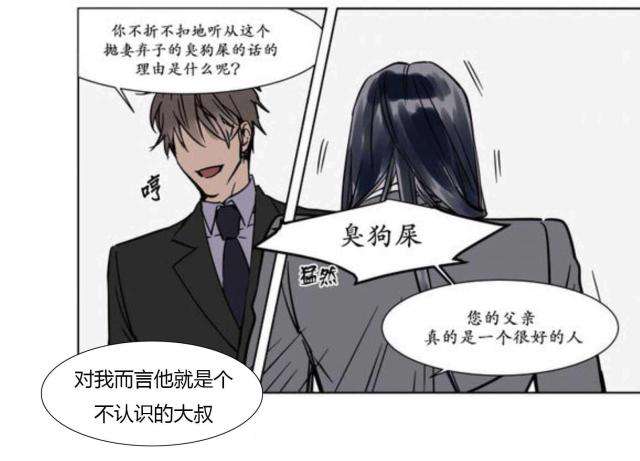 你不折不扣地听从这个
抛妻弃子的臭狗屎的话的
理由是什么呢？
哼
对我而言他就是个
不认识的大叔
臭狗屎
猛然
您的父亲
真的是一个很好的人